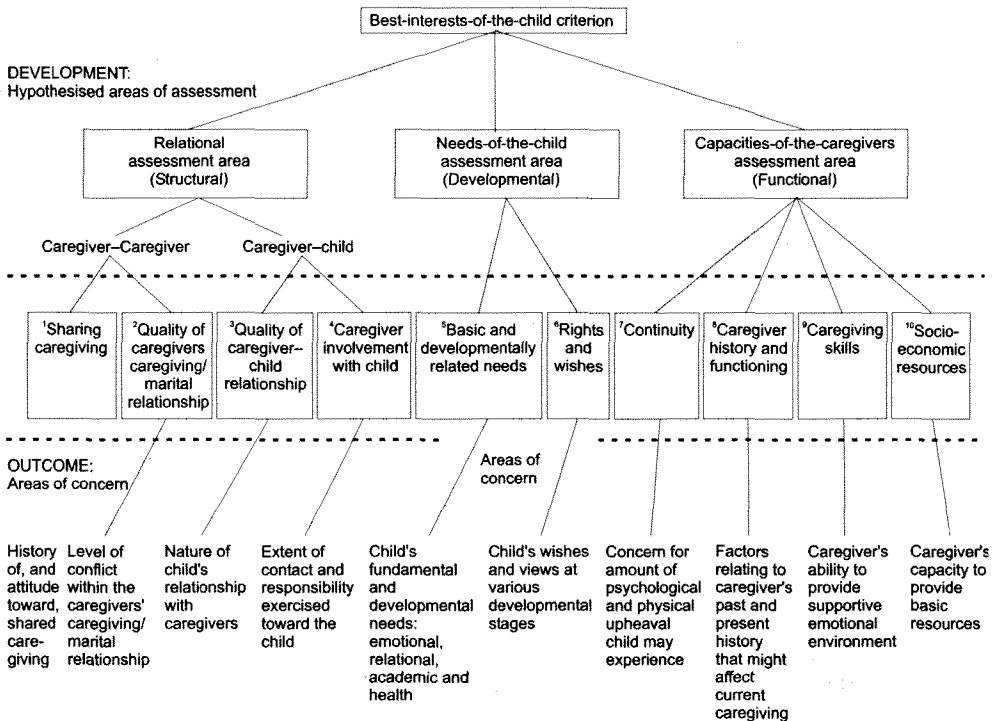 Best-interests-of-the-child criterion
DEVELOPMENT:
Hypothesised areas of assessment
Relational
assessment area
(Structural)
Needs-of-the-child
assessment area
(Developmental)
Capacities-of-the-caregivers
assessment area
(Functional)
Caregiver–Caregiver
Caregiver–child
¹Sharing
caregiving
²Quality of
caregivers
caregiving/
marital
relationship
³Quality of
caregiver–
child
relationship
⁴Caregiver
involvement
with child
⁵Basic and
developmentally
related needs
⁶Rights
and
wishes
⁷Continuity
⁸Caregiver
history and
functioning
⁹Caregiving
skills
¹⁰Socio-
economic
resources
OUTCOME:
Areas of concern
Areas of
concern
History
of, and
attitude
toward,
shared
care-
giving
Level of
conflict
within the
caregivers'
caregiving/
marital
relationship
Nature of
child's
relationship
with
caregivers
Extent of
contact and
responsibility
exercised
toward the
child
Child's
fundamental
and
developmental
needs:
emotional,
relational,
academic and
health
Child's wishes
and views at
various
developmental
stages
Concern for
amount of
psychological
and physical
upheaval
child may
experience
Factors
relating to
caregiver's
past and
present
history
that might
affect
current
caregiving
Caregiver's
ability to
provide
supportive
emotional
environment
Caregiver's
capacity to
provide
basic
resources